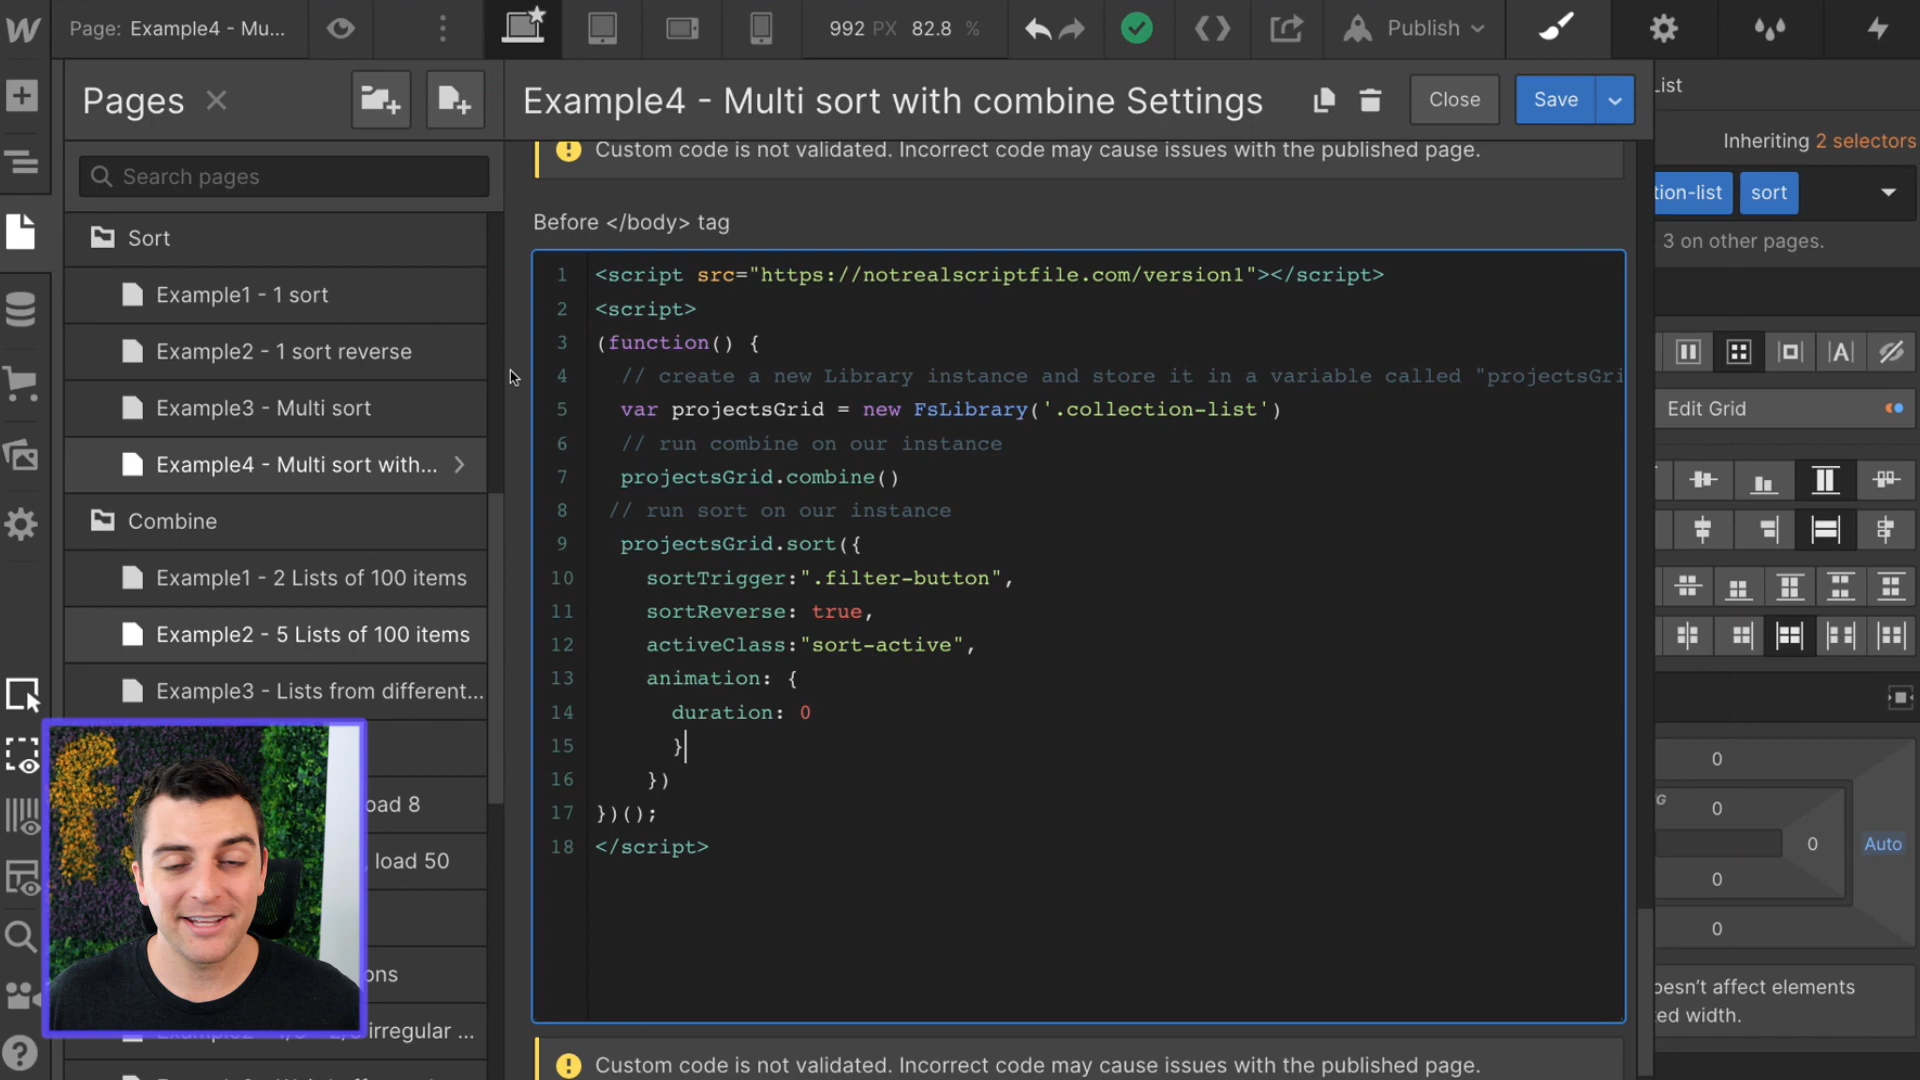 Page: Example4 - Mu...
992 PX 82.8 %
Publish
Pages
Search pages
Sort
Example1 - 1 sort
Example2 - 1 sort reverse
Example3 - Multi sort
Example4 - Multi sort with...
Combine
Example1 - 2 Lists of 100 items
Example2 - 5 Lists of 100 items
Example3 - Lists from different...
oad 8
, load 50
ons
irregular ...
Example4 - Multi sort with combine Settings
Close
Save
Custom code is not validated. Incorrect code may cause issues with the published page.
Before </body> tag
1 <script src="https://notrealscriptfile.com/version1"></script>
2 <script>
3 (function() {
4 // create a new Library instance and store it in a variable called "projectsGri
5 var projectsGrid = new FsLibrary('.collection-list')
6 // run combine on our instance
7 projectsGrid.combine()
8 // run sort on our instance
9 projectsGrid.sort({
10 sortTrigger:".filter-button",
11 sortReverse: true,
12 activeClass:"sort-active",
13 animation: {
14 duration: 0
15 }
16 })
17 })();
18 </script>
Custom code is not validated. Incorrect code may cause issues with the published page.
List
Inheriting 2 selectors
tion-list sort
3 on other pages.
Edit Grid
0
0
0 Auto
0
0
oesn't affect elements
ed width.